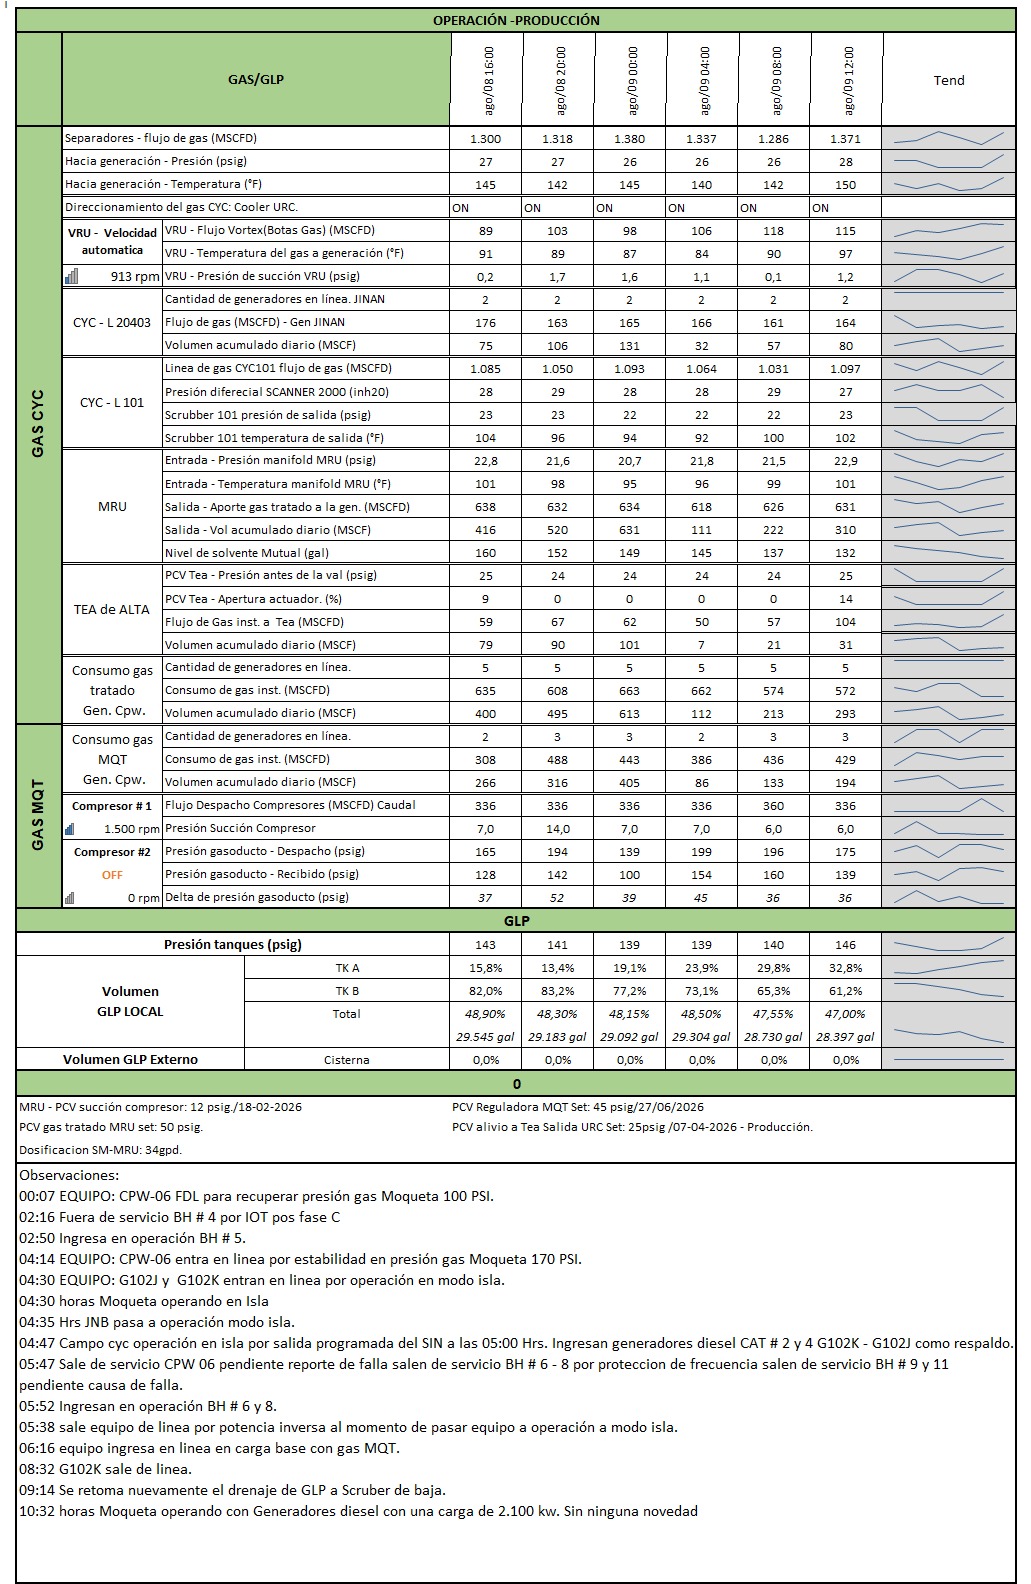 OPERACIÓN -PRODUCCIÓN
GAS/GLP ago/08 16:00 ago/08 20:00 ago/09 00:00 ago/09 04:00 ago/09 08:00 ago/09 12:00 Tend
GAS CYC
Separadores - flujo de gas (MSCFD) 1.300 1.318 1.380 1.337 1.286 1.371
Hacia generación - Presión (psig) 27 27 26 26 26 28
Hacia generación - Temperatura (°F) 145 142 145 140 142 150
Direccionamiento del gas CYC: Cooler URC. ON ON ON ON ON ON
VRU - Velocidad automatica
913 rpm
VRU - Flujo Vortex(Botas Gas) (MSCFD) 89 103 98 106 118 115
VRU - Temperatura del gas a generación (°F) 91 89 87 84 90 97
VRU - Presión de succión VRU (psig) 0,2 1,7 1,6 1,1 0,1 1,2
CYC - L 20403
Cantidad de generadores en línea. JINAN 2 2 2 2 2 2
Flujo de gas (MSCFD) - Gen JINAN 176 163 165 166 161 164
Volumen acumulado diario (MSCF) 75 106 131 32 57 80
CYC - L 101
Linea de gas CYC101 flujo de gas (MSCFD) 1.085 1.050 1.093 1.064 1.031 1.097
Presión diferecial SCANNER 2000 (inh20) 28 29 28 28 29 27
Scrubber 101 presión de salida (psig) 23 23 22 22 22 23
Scrubber 101 temperatura de salida (°F) 104 96 94 92 100 102
MRU
Entrada - Presión manifold MRU (psig) 22,8 21,6 20,7 21,8 21,5 22,9
Entrada - Temperatura manifold MRU (°F) 101 98 95 96 99 101
Salida - Aporte gas tratado a la gen. (MSCFD) 638 632 634 618 626 631
Salida - Vol acumulado diario (MSCF) 416 520 631 111 222 310
Nivel de solvente Mutual (gal) 160 152 149 145 137 132
TEA de ALTA
PCV Tea - Presión antes de la val (psig) 25 24 24 24 24 25
PCV Tea - Apertura actuador. (%) 9 0 0 0 0 14
Flujo de Gas inst. a Tea (MSCFD) 59 67 62 50 57 104
Volumen acumulado diario (MSCF) 79 90 101 7 21 31
Consumo gas tratado Gen. Cpw.
Cantidad de generadores en línea. 5 5 5 5 5 5
Consumo de gas inst. (MSCFD) 635 608 663 662 574 572
Volumen acumulado diario (MSCF) 400 495 613 112 213 293
GAS MQT
Consumo gas MQT Gen. Cpw.
Cantidad de generadores en línea. 2 3 3 2 3 3
Consumo de gas inst. (MSCFD) 308 488 443 386 436 429
Volumen acumulado diario (MSCF) 266 316 405 86 133 194
Compresor # 1
1.500 rpm
Flujo Despacho Compresores (MSCFD) Caudal 336 336 336 336 360 336
Presión Succión Compresor 7,0 14,0 7,0 7,0 6,0 6,0
Compresor #2
OFF
0 rpm
Presión gasoducto - Despacho (psig) 165 194 139 199 196 175
Presión gasoducto - Recibido (psig) 128 142 100 154 160 139
Delta de presión gasoducto (psig) 37 52 39 45 36 36
GLP
Presión tanques (psig) 143 141 139 139 140 146
Volumen GLP LOCAL
TK A 15,8% 13,4% 19,1% 23,9% 29,8% 32,8%
TK B 82,0% 83,2% 77,2% 73,1% 65,3% 61,2%
Total 48,90% 48,30% 48,15% 48,50% 47,55% 47,00%
29.545 gal 29.183 gal 29.092 gal 29.304 gal 28.730 gal 28.397 gal
Volumen GLP Externo Cisterna 0,0% 0,0% 0,0% 0,0% 0,0% 0,0%
0
MRU - PCV succión compresor: 12 psig./18-02-2026 PCV Reguladora MQT Set: 45 psig/27/06/2026
PCV gas tratado MRU set: 50 psig. PCV alivio a Tea Salida URC Set: 25psig /07-04-2026 - Producción.
Dosificacion SM-MRU: 34gpd.
Observaciones:
00:07 EQUIPO: CPW-06 FDL para recuperar presión gas Moqueta 100 PSI.
02:16 Fuera de servicio BH # 4 por IOT pos fase C
02:50 Ingresa en operación BH # 5.
04:14 EQUIPO: CPW-06 entra en linea por estabilidad en presión gas Moqueta 170 PSI.
04:30 EQUIPO: G102J y G102K entran en linea por operación en modo isla.
04:30 horas Moqueta operando en Isla
04:35 Hrs JNB pasa a operación modo isla.
04:47 Campo cyc operación en isla por salida programada del SIN a las 05:00 Hrs. Ingresan generadores diesel CAT # 2 y 4 G102K - G102J como respaldo.
05:47 Sale de servicio CPW 06 pendiente reporte de falla salen de servicio BH # 6 - 8 por proteccion de frecuencia salen de servicio BH # 9 y 11
pendiente causa de falla.
05:52 Ingresan en operación BH # 6 y 8.
05:38 sale equipo de linea por potencia inversa al momento de pasar equipo a operación a modo isla.
06:16 equipo ingresa en linea en carga base con gas MQT.
08:32 G102K sale de linea.
09:14 Se retoma nuevamente el drenaje de GLP a Scruber de baja.
10:32 horas Moqueta operando con Generadores diesel con una carga de 2.100 kw. Sin ninguna novedad